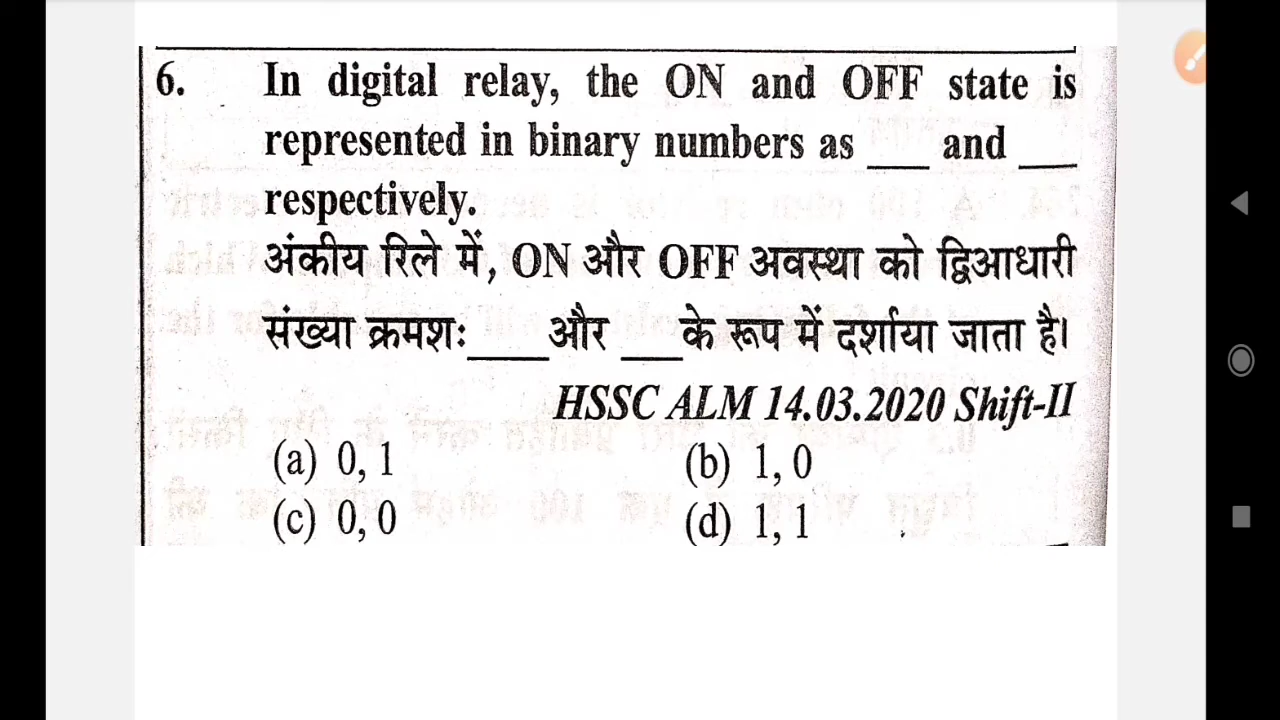 6. In digital relay, the ON and OFF state is
represented in binary numbers as ___ and ___
respectively.
अंकीय रिले में, ON और OFF अवस्था को द्विआधारी
संख्या क्रमशः ____ और ___ के रूप में दर्शाया जाता है।
HSSC ALM 14.03.2020 Shift-II
(a) 0, 1 (b) 1, 0
(c) 0, 0 (d) 1, 1